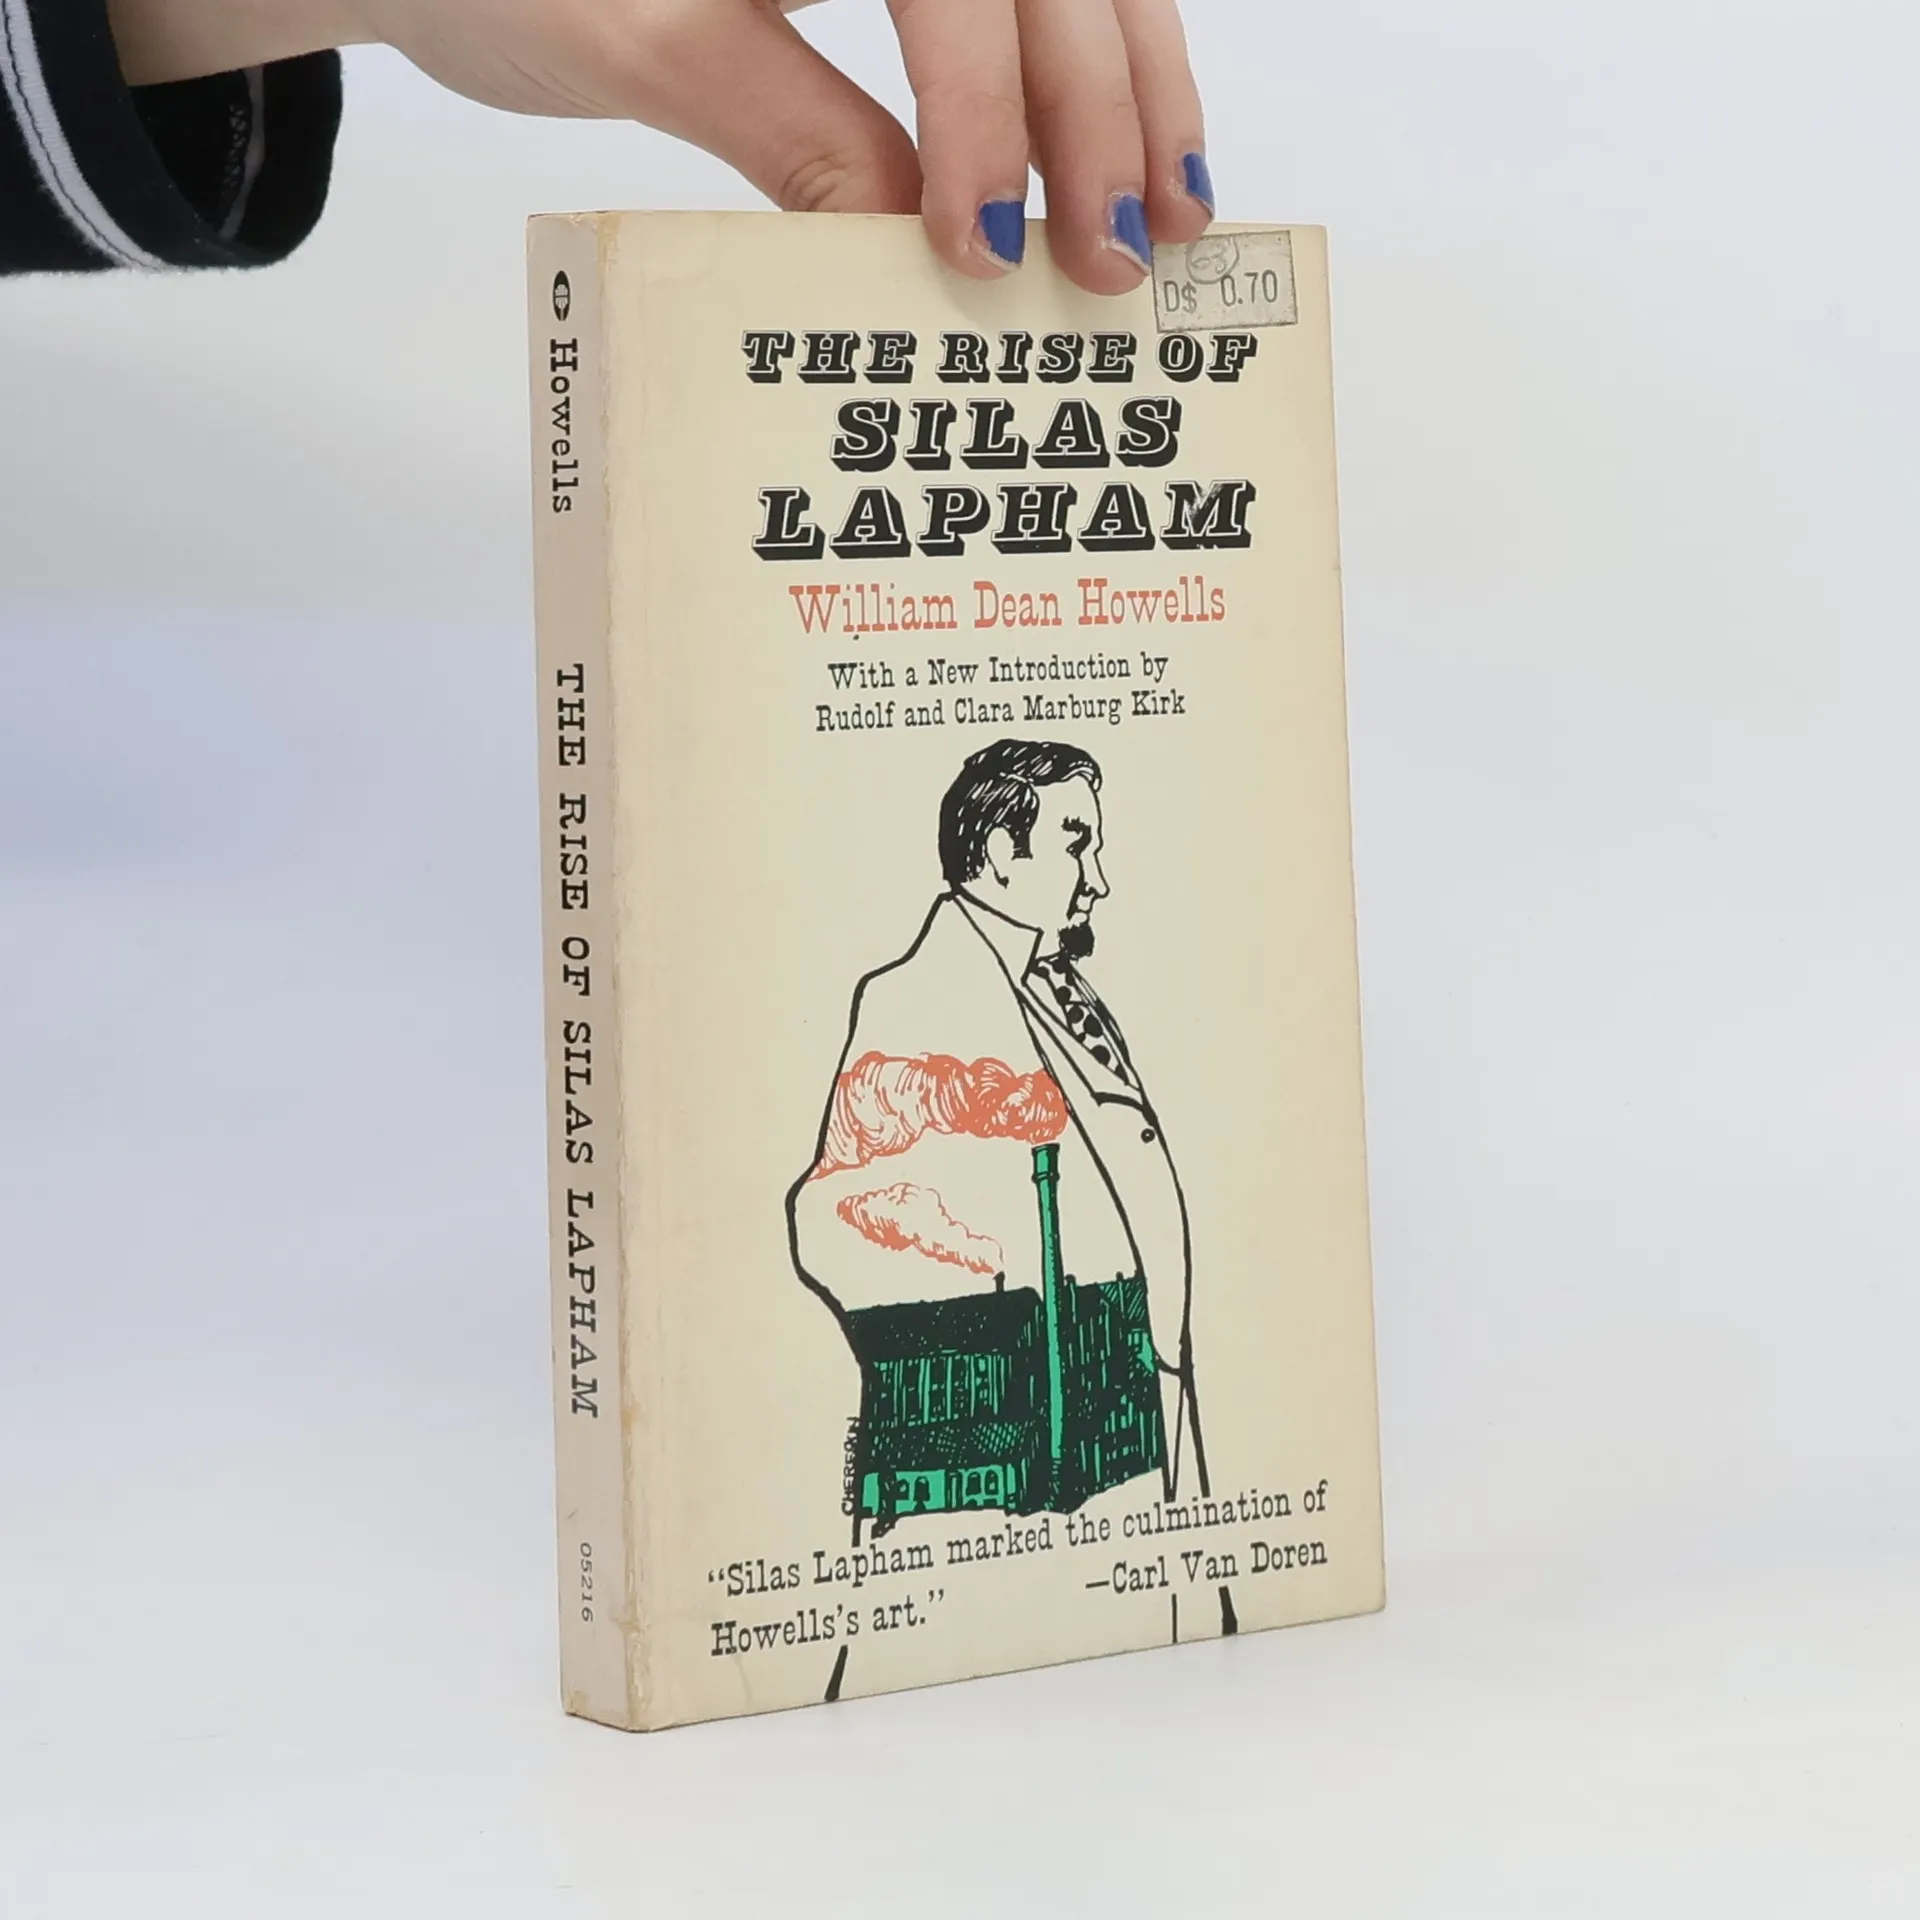 D$ 0.70
THE RISE OF
SILAS
LAPHAM
William Dean Howells
With a New Introduction by
Rudolf and Clara Marburg Kirk
"Silas Lapham marked the culmination of
Howells's art."
—Carl Van Doren
Howells THE RISE OF SILAS LAPHAM 05216